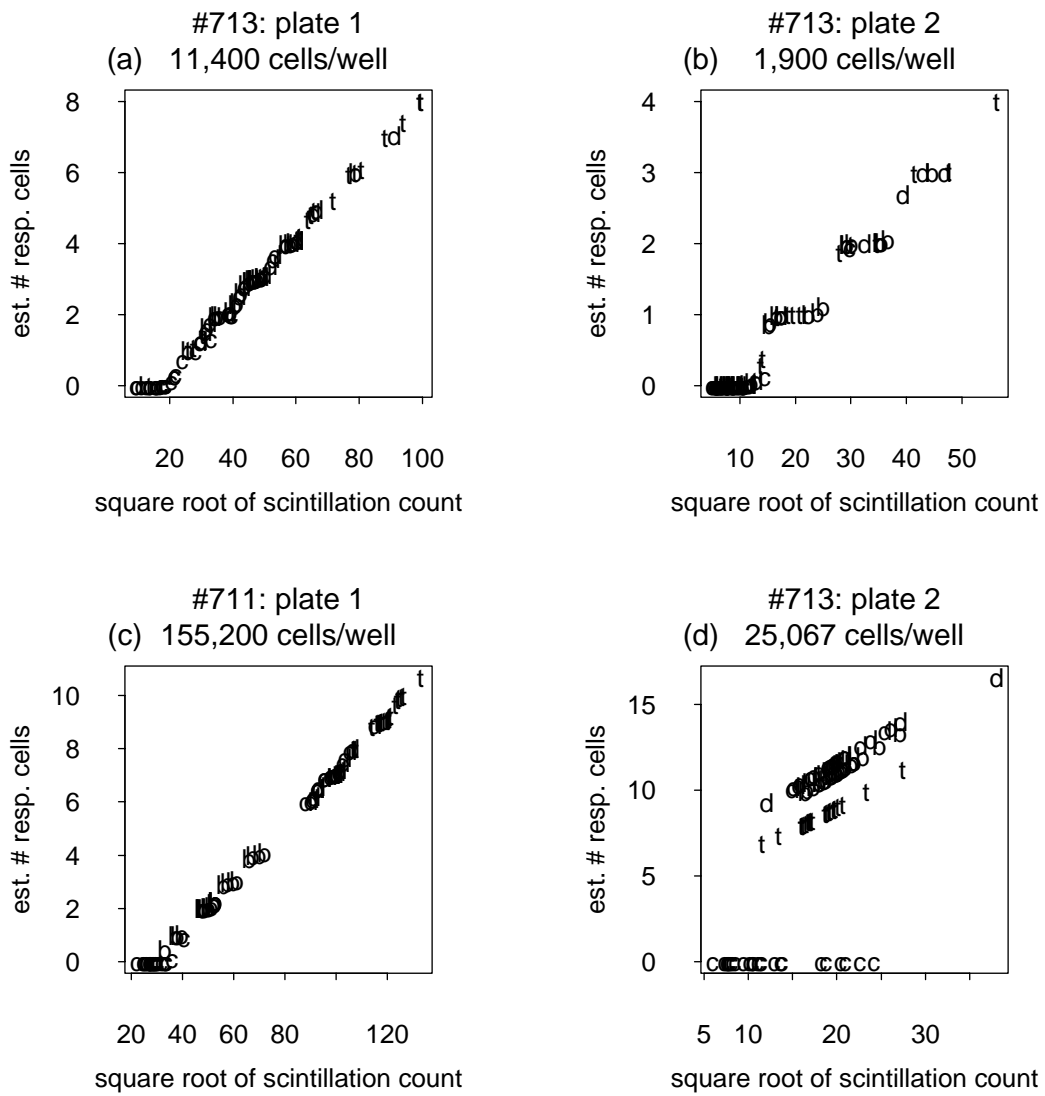 #713: plate 1
(a) 11,400 cells/well
est. # resp. cells
8
6
4
2
0
20 40 60 80 100
square root of scintillation count
#713: plate 2
(b) 1,900 cells/well
est. # resp. cells
4
3
2
1
0
10 20 30 40 50
square root of scintillation count
#711: plate 1
(c) 155,200 cells/well
est. # resp. cells
10
8
6
4
2
0
20 40 60 80 120
square root of scintillation count
#713: plate 2
(d) 25,067 cells/well
est. # resp. cells
15
10
5
0
5 10 20 30
square root of scintillation count